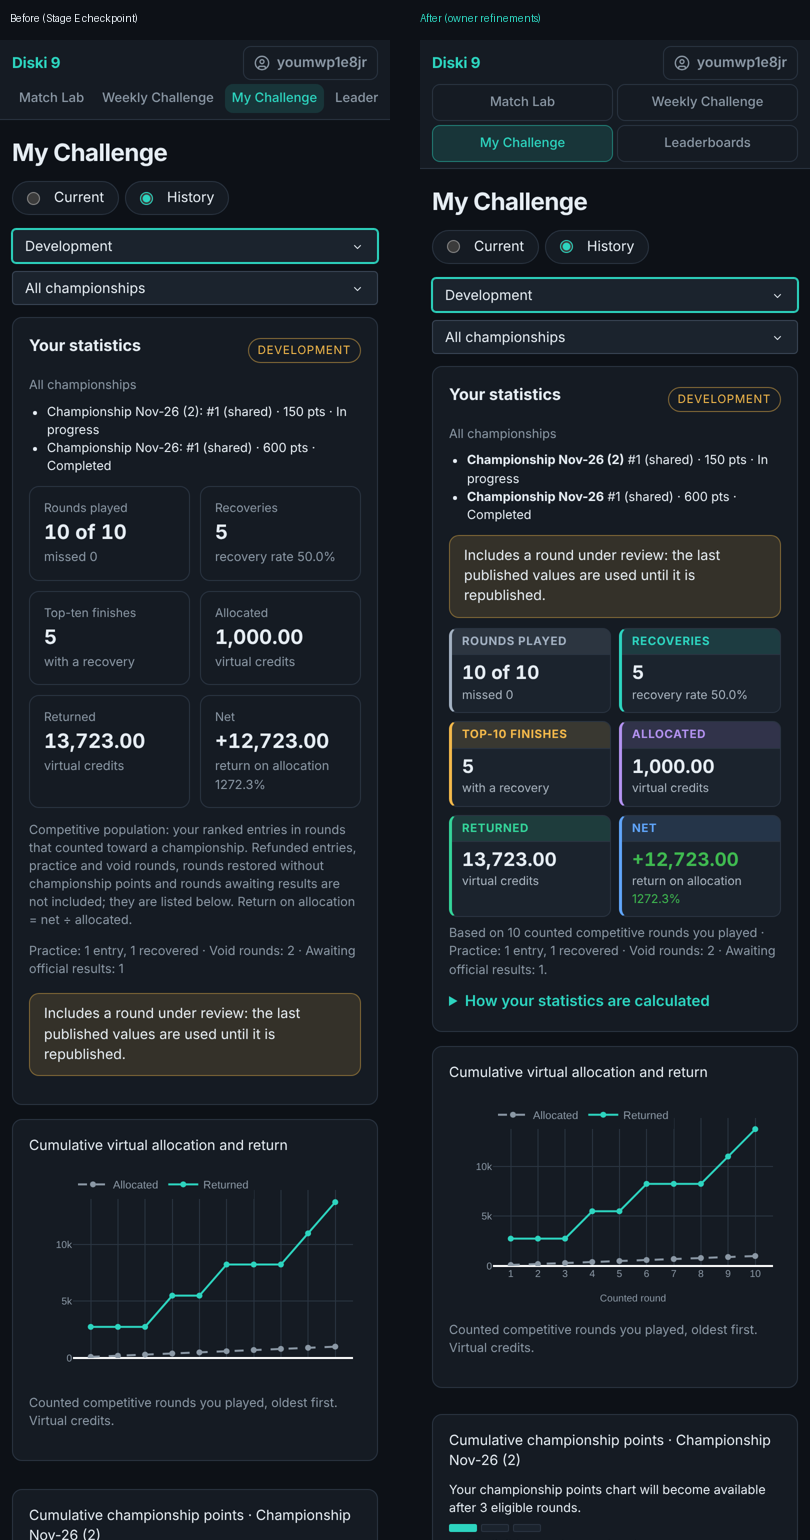 Before (Stage E checkpoint)
Diski 9
youmwp1e8jr
Match Lab
Weekly Challenge
My Challenge
Leader
My Challenge
Current
History
Development
All championships
Your statistics
DEVELOPMENT
All championships
• Championship Nov-26 (2): #1 (shared) · 150 pts · In
progress
• Championship Nov-26: #1 (shared) · 600 pts ·
Completed
Rounds played
10 of 10
missed 0
Recoveries
5
recovery rate 50.0%
Top-ten finishes
5
with a recovery
Allocated
1,000.00
virtual credits
Returned
13,723.00
virtual credits
Net
+12,723.00
return on allocation
1272.3%
Competitive population: your ranked entries in rounds
that counted toward a championship. Refunded entries,
practice and void rounds, rounds restored without
championship points and rounds awaiting results are
not included; they are listed below. Return on allocation
= net ÷ allocated.
Practice: 1 entry, 1 recovered · Void rounds: 2 · Awaiting
official results: 1
Includes a round under review: the last
published values are used until it is
republished.
Cumulative virtual allocation and return
Allocated
Returned
10k
5k
0
Counted competitive rounds you played, oldest first.
Virtual credits.
Cumulative championship points · Championship
Nov-26 (2)
After (owner refinements)
Diski 9
youmwp1e8jr
Match Lab
Weekly Challenge
My Challenge
Leaderboards
My Challenge
Current
History
Development
All championships
Your statistics
DEVELOPMENT
All championships
• Championship Nov-26 (2) #1 (shared) · 150 pts · In
progress
• Championship Nov-26 #1 (shared) · 600 pts ·
Completed
Includes a round under review: the last
published values are used until it is
republished.
ROUNDS PLAYED
10 of 10
missed 0
RECOVERIES
5
recovery rate 50.0%
TOP-10 FINISHES
5
with a recovery
ALLOCATED
1,000.00
virtual credits
RETURNED
13,723.00
virtual credits
NET
+12,723.00
return on allocation
1272.3%
Based on 10 counted competitive rounds you played ·
Practice: 1 entry, 1 recovered · Void rounds: 2 · Awaiting
official results: 1.
How your statistics are calculated
Cumulative virtual allocation and return
Allocated
Returned
10k
5k
0
1 2 3 4 5 6 7 8 9 10
Counted round
Counted competitive rounds you played, oldest first.
Virtual credits.
Cumulative championship points · Championship
Nov-26 (2)
Your championship points chart will become available
after 3 eligible rounds.